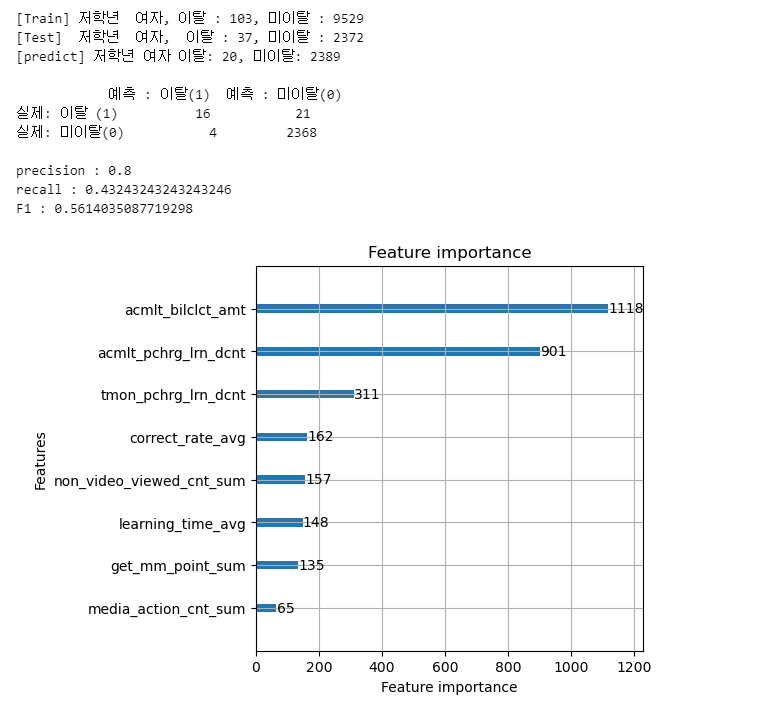 [Train] 저학년  여자, 이탈 : 103, 미이탈 : 9529
[Test]  저학년  여자,  이탈 : 37, 미이탈 : 2372
[predict] 저학년 여자 이탈: 20, 미이탈: 2389
예측 : 이탈(1)  예측 : 미이탈(0)
실제: 이탈 (1)  16  21
실제: 미이탈(0)  4  2368
precision : 0.8
recall : 0.43243243243243246
F1 : 0.5614035087719298
Feature importance
acmlt_bilclct_amt 1118
acmlt_pchrg_lrn_dcnt 901
tmon_pchrg_lrn_dcnt 311
correct_rate_avg 162
non_video_viewed_cnt_sum 157
learning_time_avg 148
get_mm_point_sum 135
media_action_cnt_sum 65
Features
0 200 400 600 800 1000 1200
Feature importance